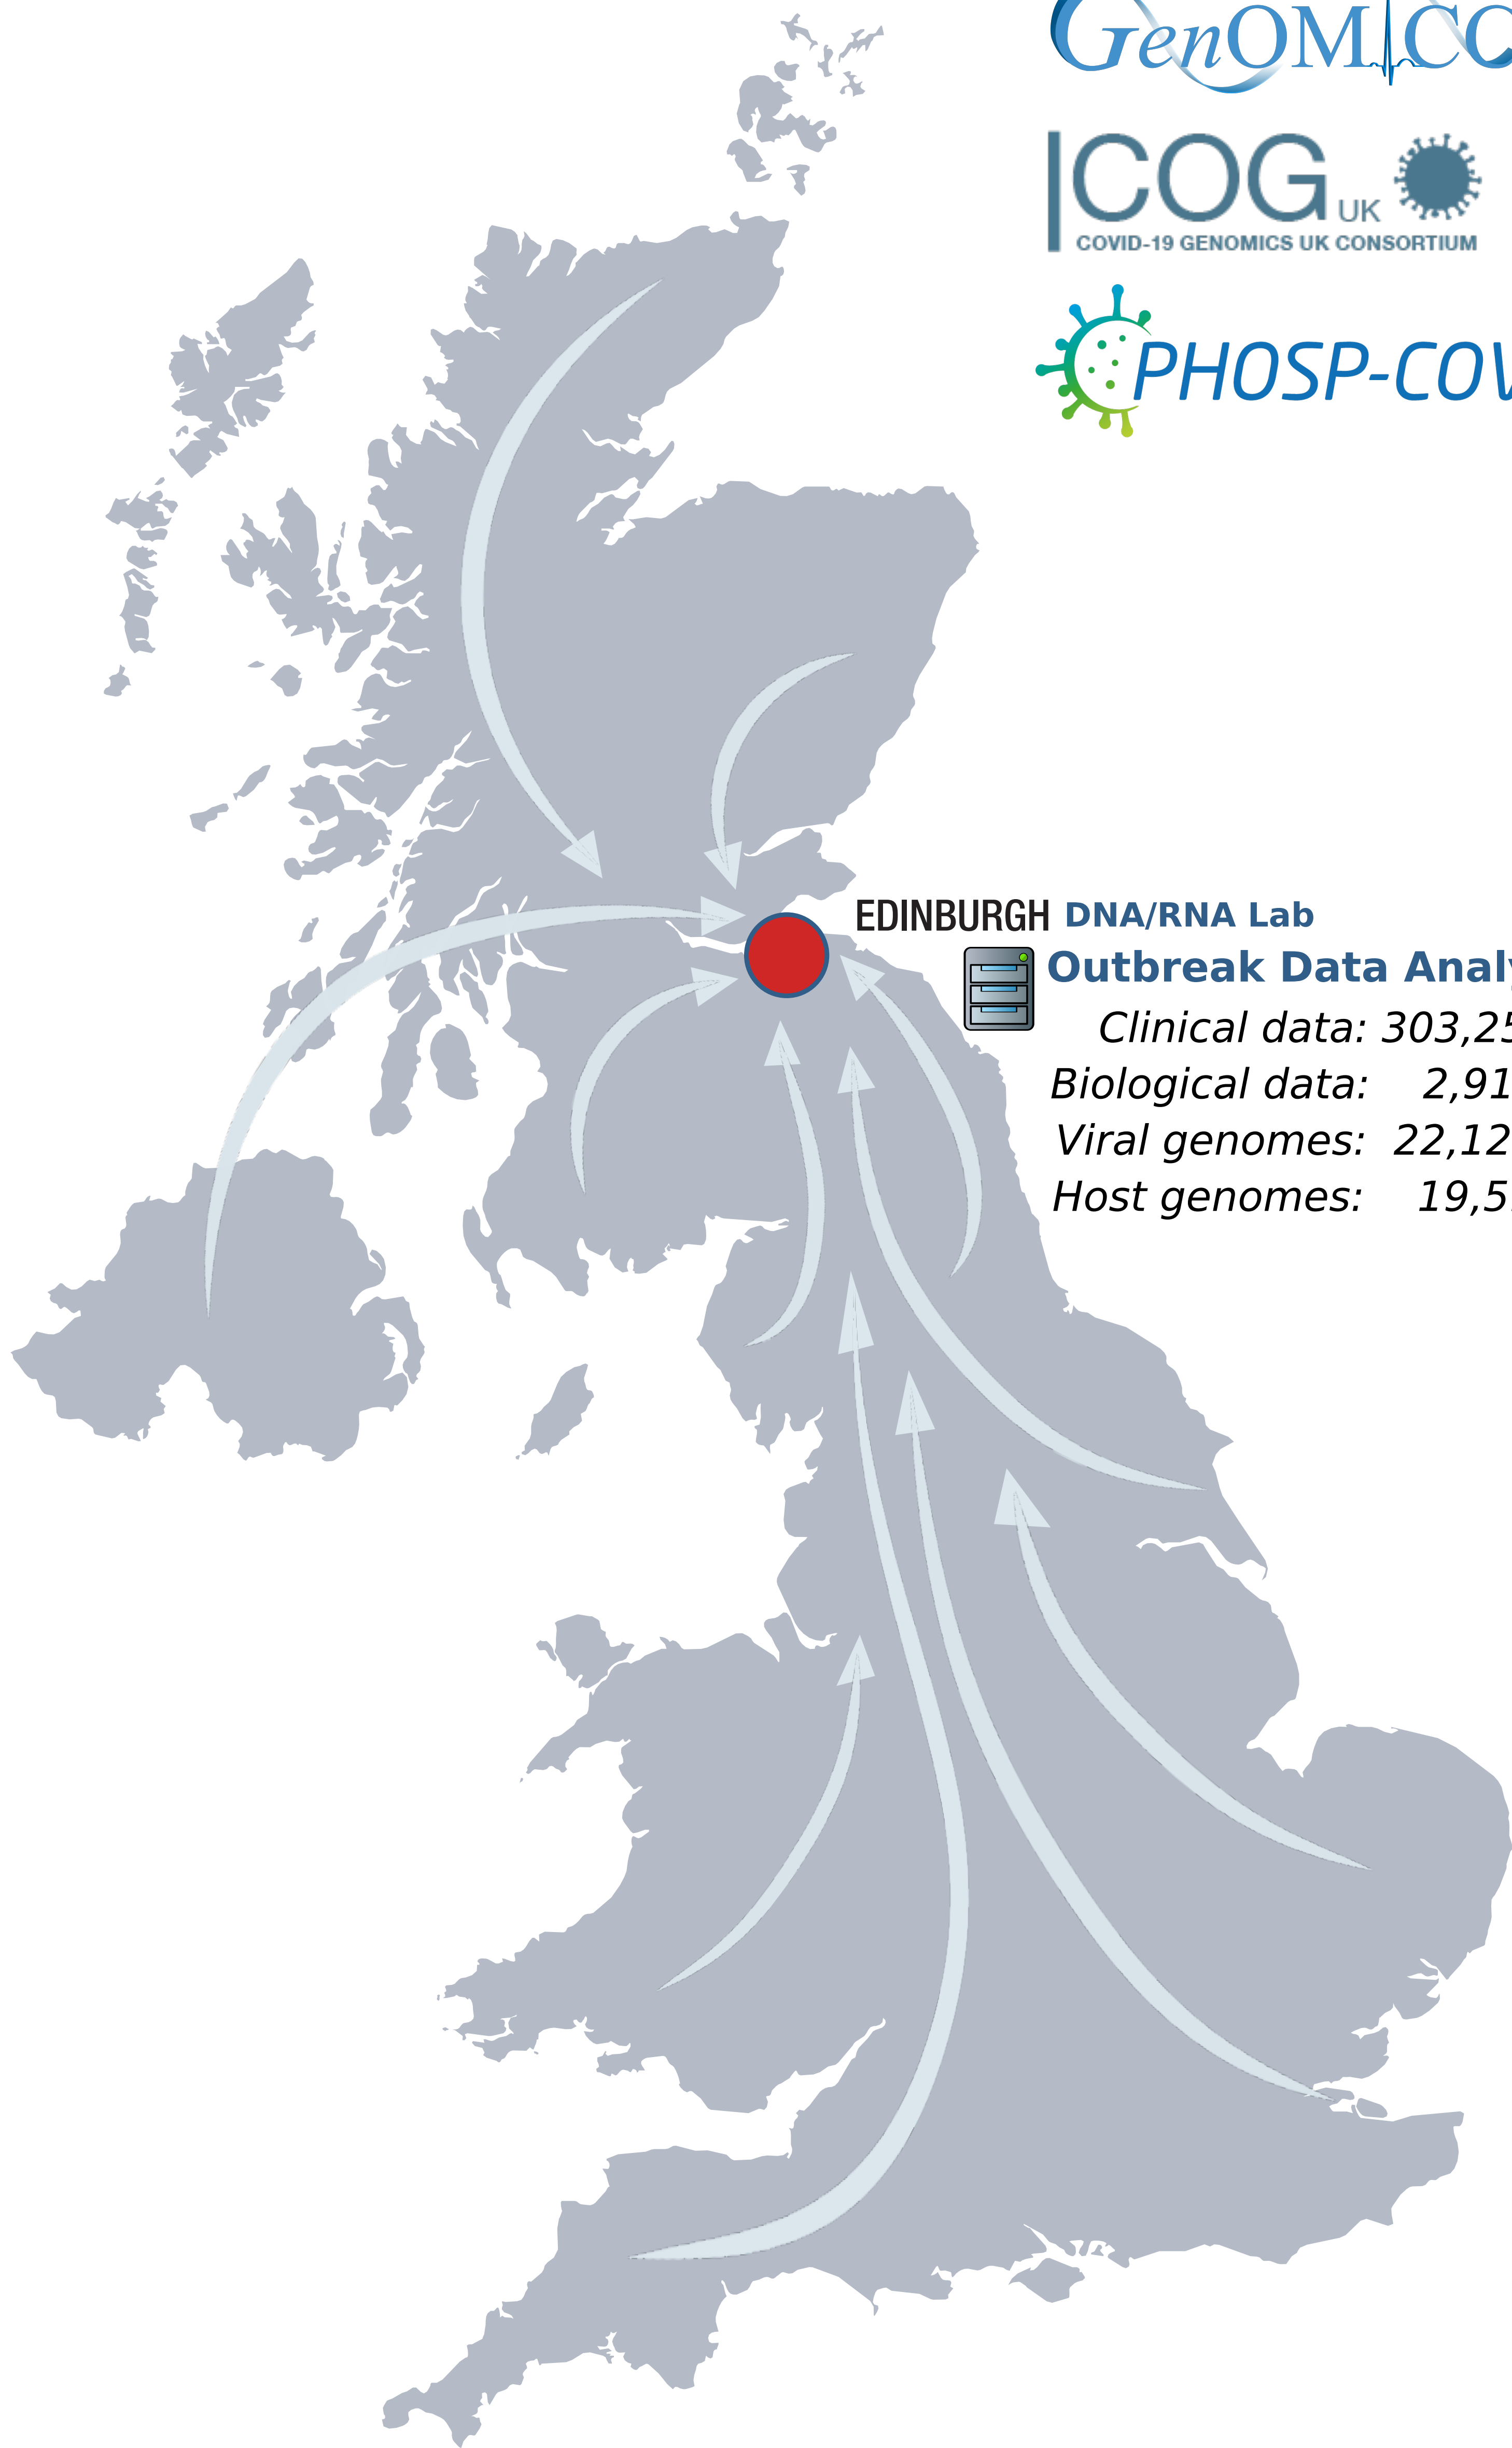 GenOMICC
COG UK
COVID-19 GENOMICS UK CONSORTIUM
PHOSP-COV
EDINBURGH DNA/RNA Lab
Outbreak Data Analy
Clinical data: 303,25
Biological data: 2,91
Viral genomes: 22,12
Host genomes: 19,5